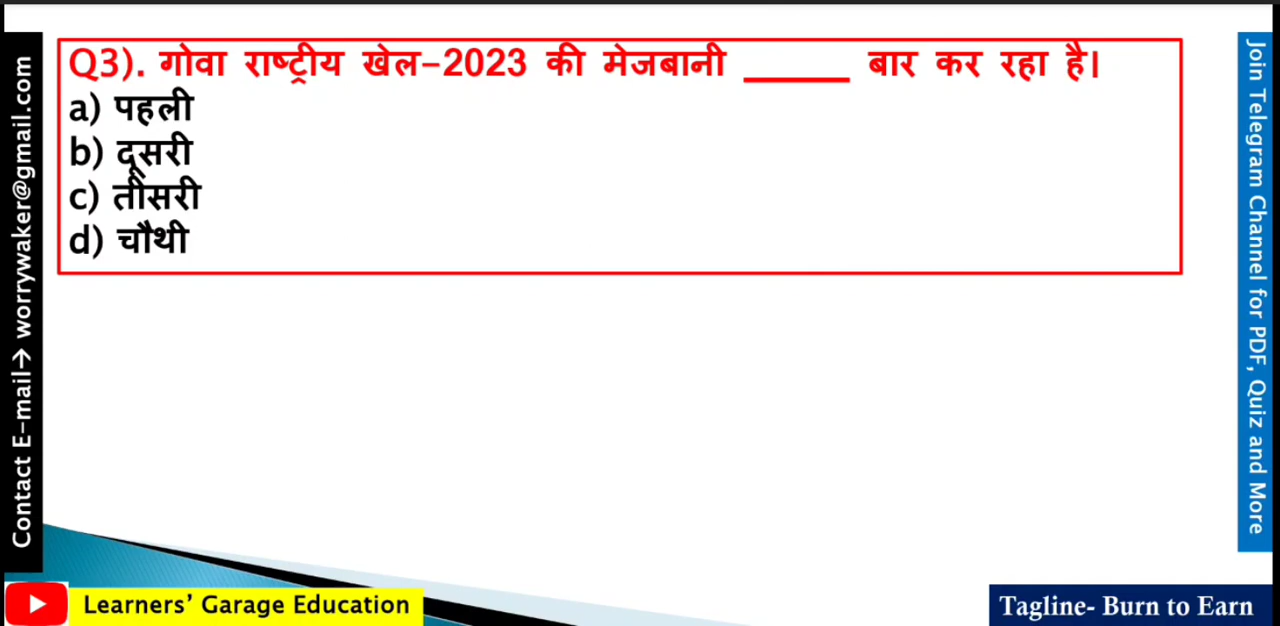 Q3). गोवा राष्ट्रीय खेल-2023 की मेजबानी ______ बार कर रहा है।
a) पहली
b) दूसरी
c) तीसरी
d) चौथी
Contact E-mail→ worrywaker@gmail.com
Join Telegram Channel for PDF, Quiz and More
Learners’ Garage Education
Tagline- Burn to Earn